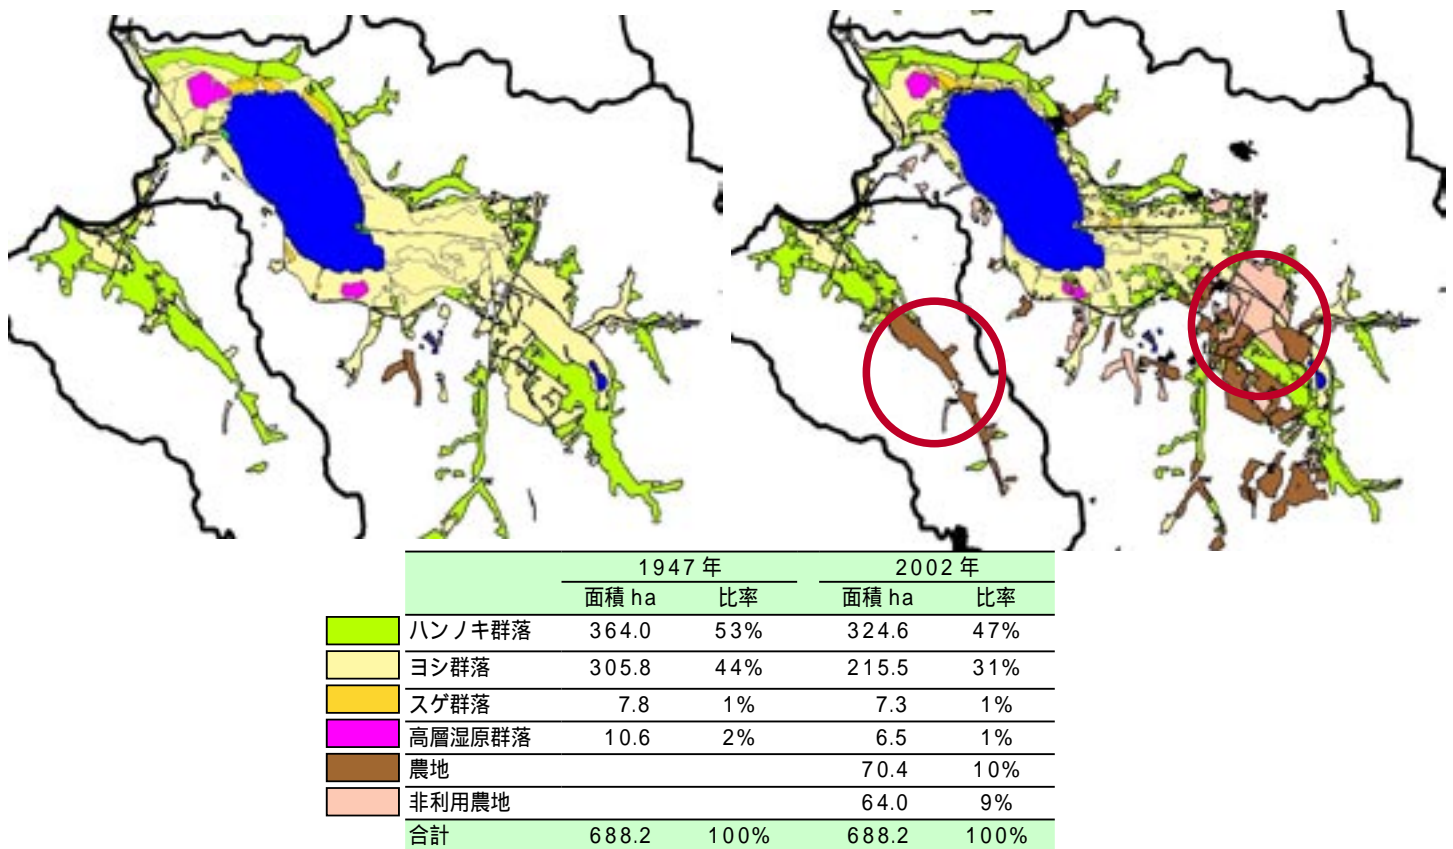 1947年 2002年
面積 ha 比率 面積 ha 比率
ハンノキ群落 364.0 53% 324.6 47%
ヨシ群落 305.8 44% 215.5 31%
スゲ群落 7.8 1% 7.3 1%
高層湿原群落 10.6 2% 6.5 1%
農地 70.4 10%
非利用農地 64.0 9%
合計 688.2 100% 688.2 100%